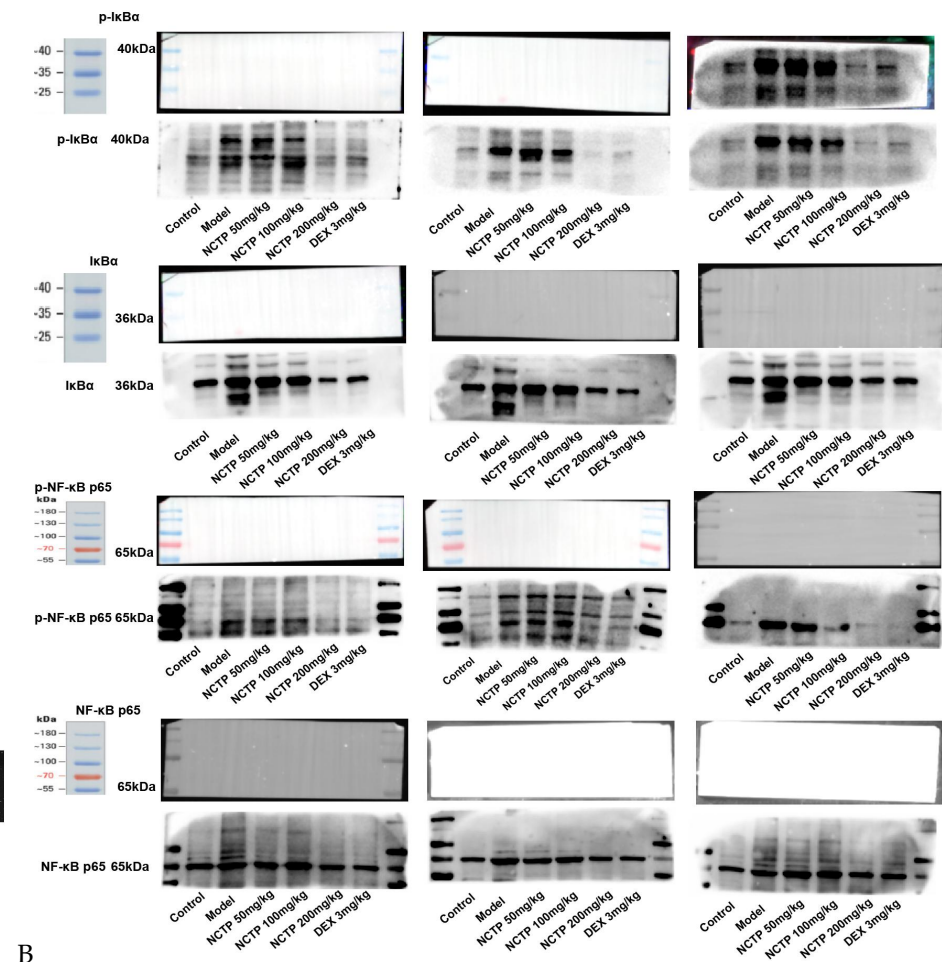 p-IκBα
-40
-35
-25
40kDa
p-IκBα 40kDa
Control Model NCTP 50mg/kg NCTP 100mg/kg NCTP 200mg/kg DEX 3mg/kg
Control Model NCTP 50mg/kg NCTP 100mg/kg NCTP 200mg/kg DEX 3mg/kg
Control Model NCTP 50mg/kg NCTP 100mg/kg NCTP 200mg/kg DEX 3mg/kg
IκBα
-40
-35
-25
36kDa
IκBα 36kDa
Control Model NCTP 50mg/kg NCTP 100mg/kg NCTP 200mg/kg DEX 3mg/kg
Control Model NCTP 50mg/kg NCTP 100mg/kg NCTP 200mg/kg DEX 3mg/kg
Control Model NCTP 50mg/kg NCTP 100mg/kg NCTP 200mg/kg DEX 3mg/kg
p-NF-κB p65
kDa
-180
-130
-100
-70
-55
65kDa
p-NF-κB p65 65kDa
Control Model NCTP 50mg/kg NCTP 100mg/kg NCTP 200mg/kg DEX 3mg/kg
Control Model NCTP 50mg/kg NCTP 100mg/kg NCTP 200mg/kg DEX 3mg/kg
Control Model NCTP 50mg/kg NCTP 100mg/kg NCTP 200mg/kg DEX 3mg/kg
NF-κB p65
kDa
-180
-130
-100
-70
-55
65kDa
NF-κB p65 65kDa
Control Model NCTP 50mg/kg NCTP 100mg/kg NCTP 200mg/kg DEX 3mg/kg
Control Model NCTP 50mg/kg NCTP 100mg/kg NCTP 200mg/kg DEX 3mg/kg
Control Model NCTP 50mg/kg NCTP 100mg/kg NCTP 200mg/kg DEX 3mg/kg
B